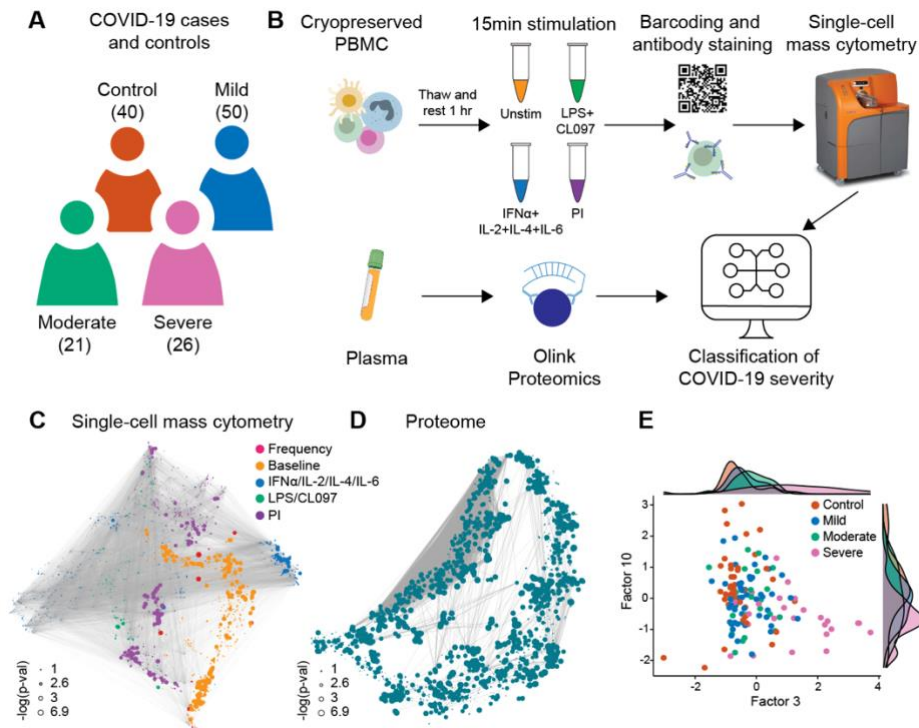 A
COVID-19 cases
and controls
Control
(40)
Mild
(50)
Moderate
(21)
Severe
(26)
B
Cryopreserved
PBMC
Thaw and
rest 1 hr
15min stimulation
Unstim
LPS+
CL097
IFNα+
IL-2+IL-4+IL-6
PI
Barcoding and
antibody staining
Single-cell
mass cytometry
Plasma
Olink
Proteomics
Classification of
COVID-19 severity
C
Single-cell mass cytometry
Frequency
Baseline
IFNα/IL-2/IL-4/IL-6
LPS/CL097
PI
-log(p-val)
1
2.6
3
6.9
D
Proteome
-log(p-val)
1
2.6
3
6.9
E
Control
Mild
Moderate
Severe
Factor 10
3
2
1
0
-1
-2
-2
0
2
4
Factor 3